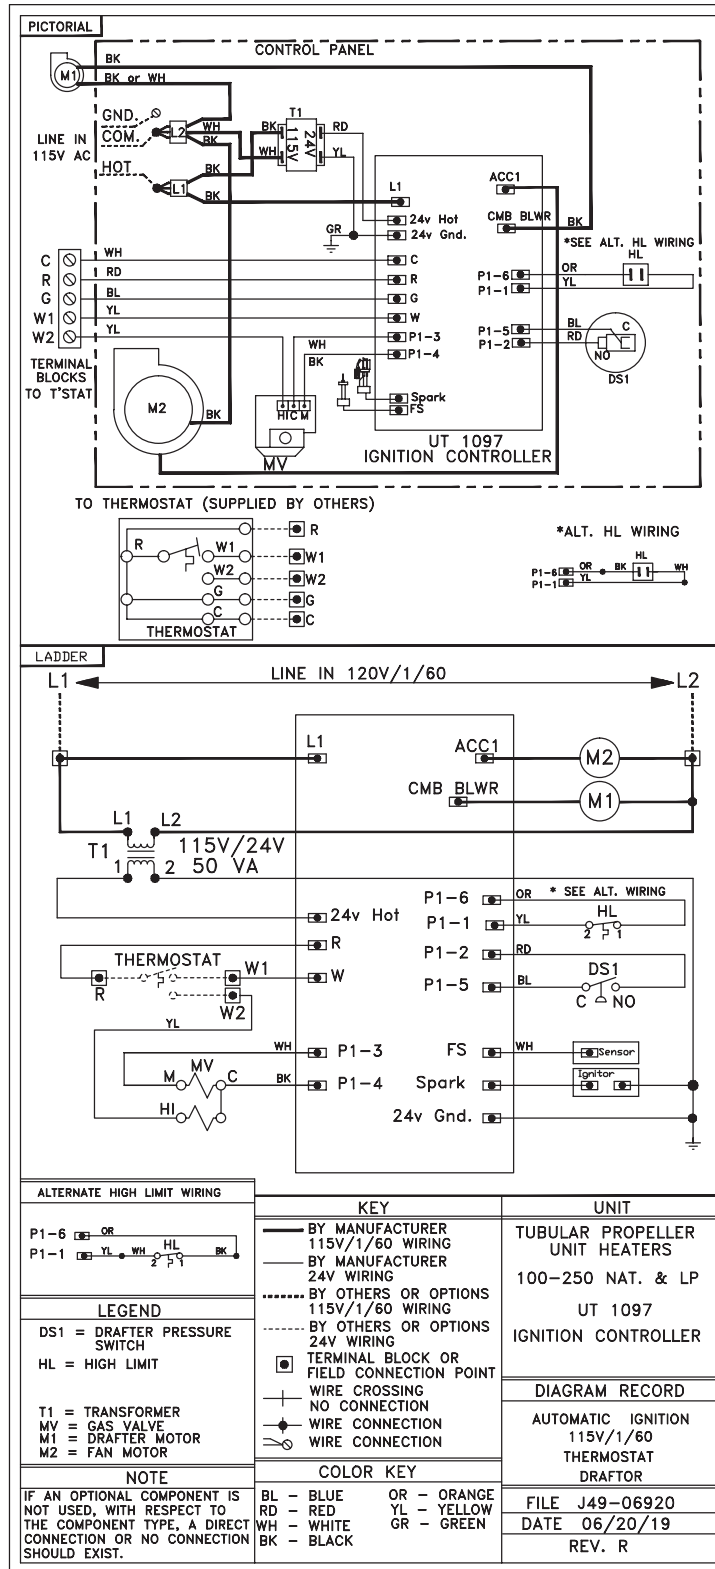 PICTORIAL
CONTROL PANEL
M1
BK
BK or WH
GND.
COM.
LINE IN
115V AC
HOT
L2
WH
BK
L1
BK
BK
BK
WH
T1
115V
24V
RD
YL
GR
L1
24v Hot
24v Gnd.
ACC1
CMB BLWR
BK
*SEE ALT. HL WIRING
HL
P1-6
OR
P1-1
YL
P1-5
BL
P1-2
RD
C
NO
DS1
C
WH
C
R
RD
R
G
BL
G
W1
YL
W
W2
YL
P1-3
WH
P1-4
BK
TERMINAL
BLOCKS
TO T'STAT
M2
BK
HI C M
MV
Spark
FS
UT 1097
IGNITION CONTROLLER
TO THERMOSTAT (SUPPLIED BY OTHERS)
R
R
W1
W1
W2
W2
G
G
C
C
THERMOSTAT
*ALT. HL WIRING
HL
P1-6
OR
BK
WH
P1-1
YL
LADDER
L1
LINE IN 120V/1/60
L2
L1
ACC1
M2
CMB BLWR
M1
L1
L2
T1
115V/24V
1
2
50 VA
24v Hot
P1-6
OR
* SEE ALT. WIRING
P1-1
YL
HL
2
1
R
P1-2
RD
THERMOSTAT
W1
W
R
W2
P1-5
BL
DS1
C
NO
YL
WH
P1-3
FS
WH
Sensor
MV
M
C
BK
P1-4
Spark
Ignitor
HI
24v Gnd.
ALTERNATE HIGH LIMIT WIRING
P1-6
OR
P1-1
YL
WH
HL
2
1
BK
LEGEND
DS1 = DRAFTER PRESSURE
SWITCH
HL = HIGH LIMIT
T1 = TRANSFORMER
MV = GAS VALVE
M1 = DRAFTER MOTOR
M2 = FAN MOTOR
NOTE
IF AN OPTIONAL COMPONENT IS
NOT USED, WITH RESPECT TO
THE COMPONENT TYPE, A DIRECT
CONNECTION OR NO CONNECTION
SHOULD EXIST.
KEY
BY MANUFACTURER
115V/1/60 WIRING
BY MANUFACTURER
24V WIRING
BY OTHERS OR OPTIONS
115V/1/60 WIRING
BY OTHERS OR OPTIONS
24V WIRING
TERMINAL BLOCK OR
FIELD CONNECTION POINT
WIRE CROSSING
NO CONNECTION
WIRE CONNECTION
WIRE CONNECTION
COLOR KEY
BL – BLUE
OR – ORANGE
RD – RED
YL – YELLOW
WH – WHITE
GR – GREEN
BK – BLACK
UNIT
TUBULAR PROPELLER
UNIT HEATERS
100-250 NAT. & LP
UT 1097
IGNITION CONTROLLER
DIAGRAM RECORD
AUTOMATIC IGNITION
115V/1/60
THERMOSTAT
DRAFTOR
FILE J49-06920
DATE 06/20/19
REV. R